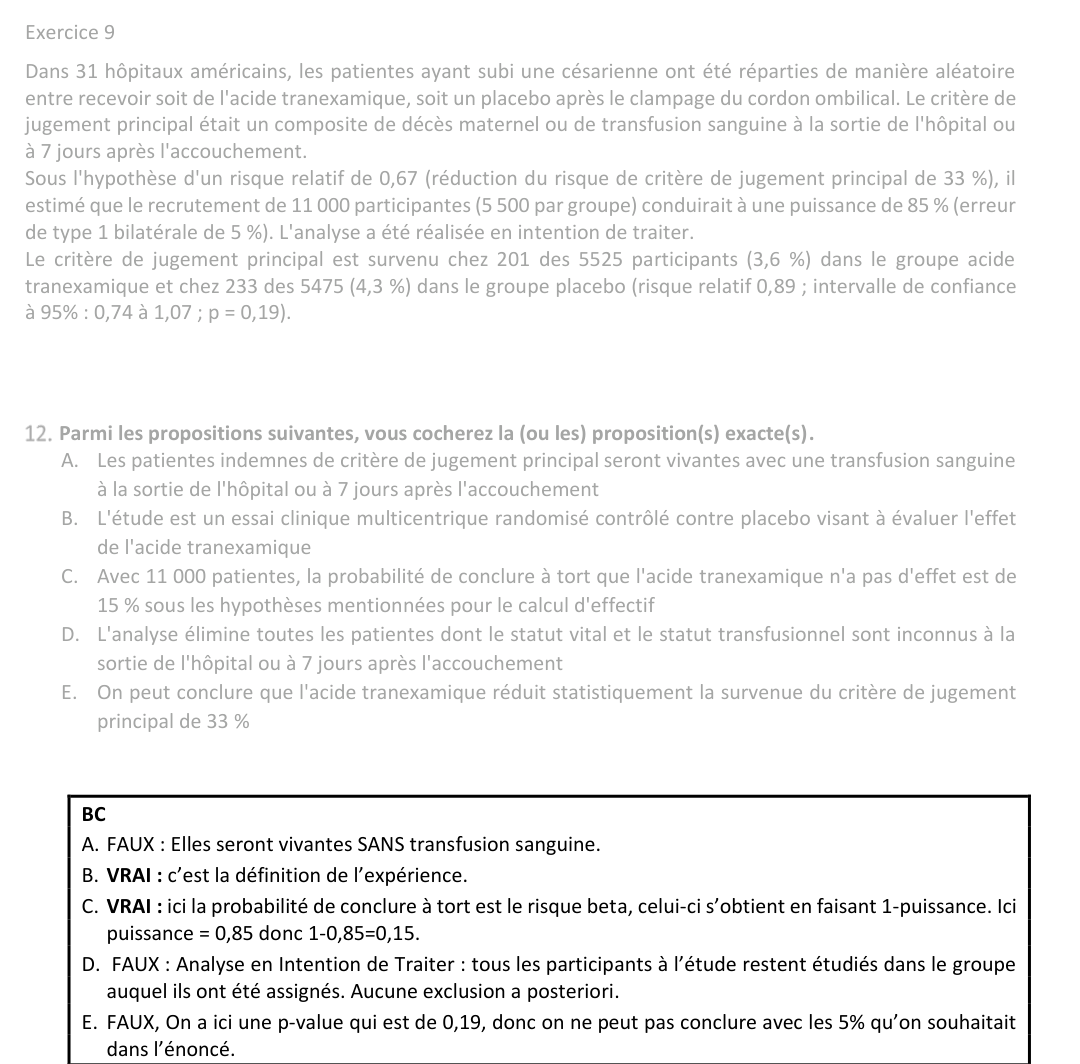 Exercice 9
Dans 31 hôpitaux américains, les patientes ayant subi une césarienne ont été réparties de manière aléatoire
entre recevoir soit de l'acide tranexamique, soit un placebo après le clampage du cordon ombilical. Le critère de
jugement principal était un composite de décès maternel ou de transfusion sanguine à la sortie de l'hôpital ou
à 7 jours après l'accouchement.
Sous l'hypothèse d'un risque relatif de 0,67 (réduction du risque de critère de jugement principal de 33 %), il
estimé que le recrutement de 11 000 participantes (5 500 par groupe) conduirait à une puissance de 85 % (erreur
de type 1 bilatérale de 5 %). L'analyse a été réalisée en intention de traiter.
Le critère de jugement principal est survenu chez 201 des 5525 participants (3,6 %) dans le groupe acide
tranexamique et chez 233 des 5475 (4,3 %) dans le groupe placebo (risque relatif 0,89 ; intervalle de confiance
à 95% : 0,74 à 1,07 ; p = 0,19).
12. Parmi les propositions suivantes, vous cocherez la (ou les) proposition(s) exacte(s).
A. Les patientes indemnes de critère de jugement principal seront vivantes avec une transfusion sanguine
à la sortie de l'hôpital ou à 7 jours après l'accouchement
B. L'étude est un essai clinique multicentrique randomisé contrôlé contre placebo visant à évaluer l'effet
de l'acide tranexamique
C. Avec 11 000 patientes, la probabilité de conclure à tort que l'acide tranexamique n'a pas d'effet est de
15 % sous les hypothèses mentionnées pour le calcul d'effectif
D. L'analyse élimine toutes les patientes dont le statut vital et le statut transfusionnel sont inconnus à la
sortie de l'hôpital ou à 7 jours après l'accouchement
E. On peut conclure que l'acide tranexamique réduit statistiquement la survenue du critère de jugement
principal de 33 %
BC
A. FAUX : Elles seront vivantes SANS transfusion sanguine.
B. VRAI : c’est la définition de l’expérience.
C. VRAI : ici la probabilité de conclure à tort est le risque beta, celui-ci s’obtient en faisant 1-puissance. Ici
puissance = 0,85 donc 1-0,85=0,15.
D. FAUX : Analyse en Intention de Traiter : tous les participants à l’étude restent étudiés dans le groupe
auquel ils ont été assignés. Aucune exclusion a posteriori.
E. FAUX, On a ici une p-value qui est de 0,19, donc on ne peut pas conclure avec les 5% qu’on souhaitait
dans l’énoncé.